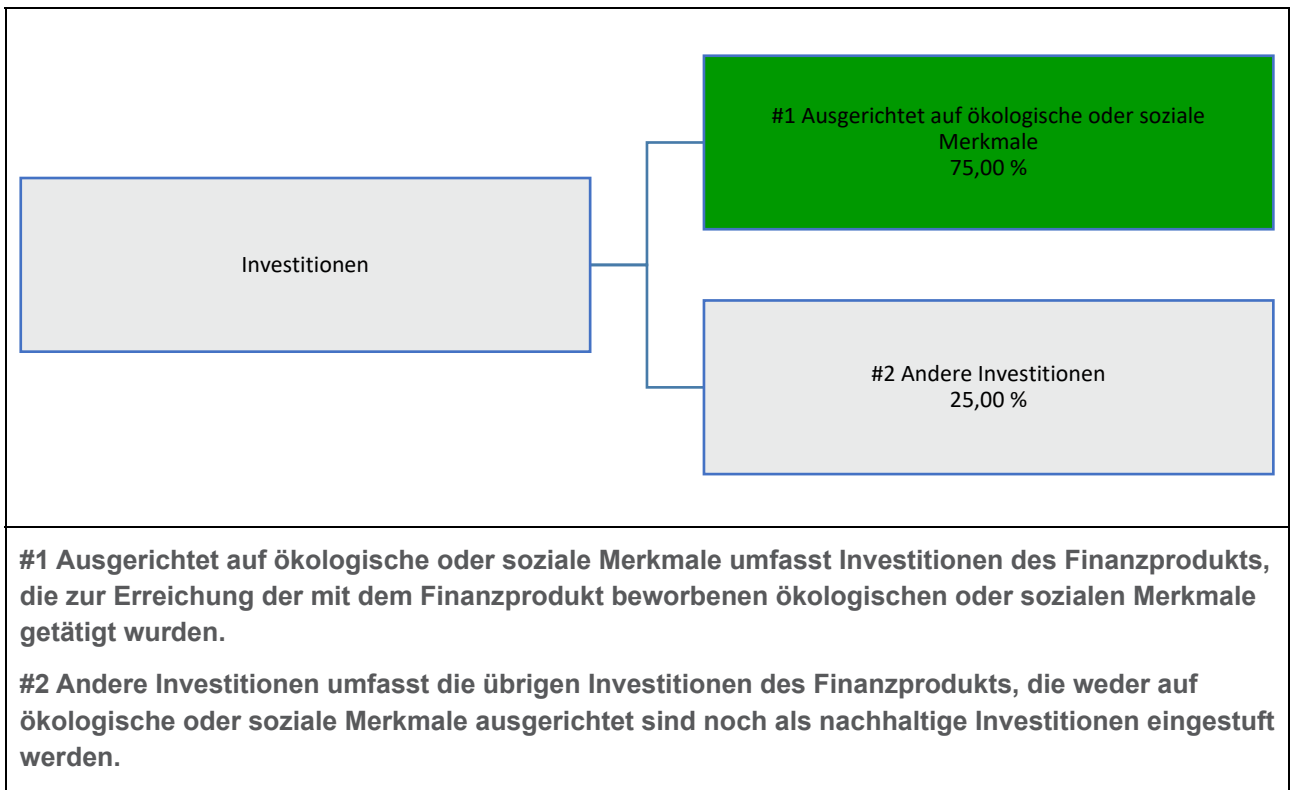 #1 Ausgerichtet auf ökologische oder soziale
Merkmale
75,00 %
Investitionen
#2 Andere Investitionen
25,00 %
#1 Ausgerichtet auf ökologische oder soziale Merkmale umfasst Investitionen des Finanzprodukts,
die zur Erreichung der mit dem Finanzprodukt beworbenen ökologischen oder sozialen Merkmale
getätigt wurden.
#2 Andere Investitionen umfasst die übrigen Investitionen des Finanzprodukts, die weder auf
ökologische oder soziale Merkmale ausgerichtet sind noch als nachhaltige Investitionen eingestuft
werden.